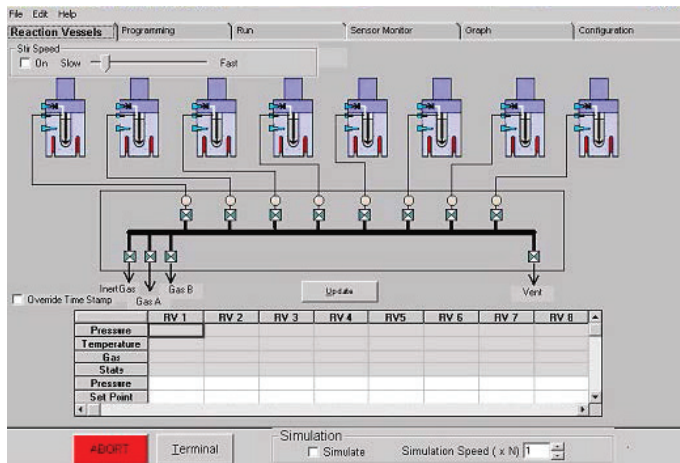 File Edit Help
Reaction Vessels Programming Run Sensor Monitor Graph Configuration
Stir Speed
On Slow Fast
Inert Gas
Gas A
Gas B
Vent
Update
Override Time Stamp
RV 1 RV 2 RV 3 RV 4 RV5 RV 6 RV 7 RV 8
Pressure
Temperature
Gas
State
Pressure
Set Point
ABORT Terminal
Simulation
Simulate Simulation Speed ( x N) 1